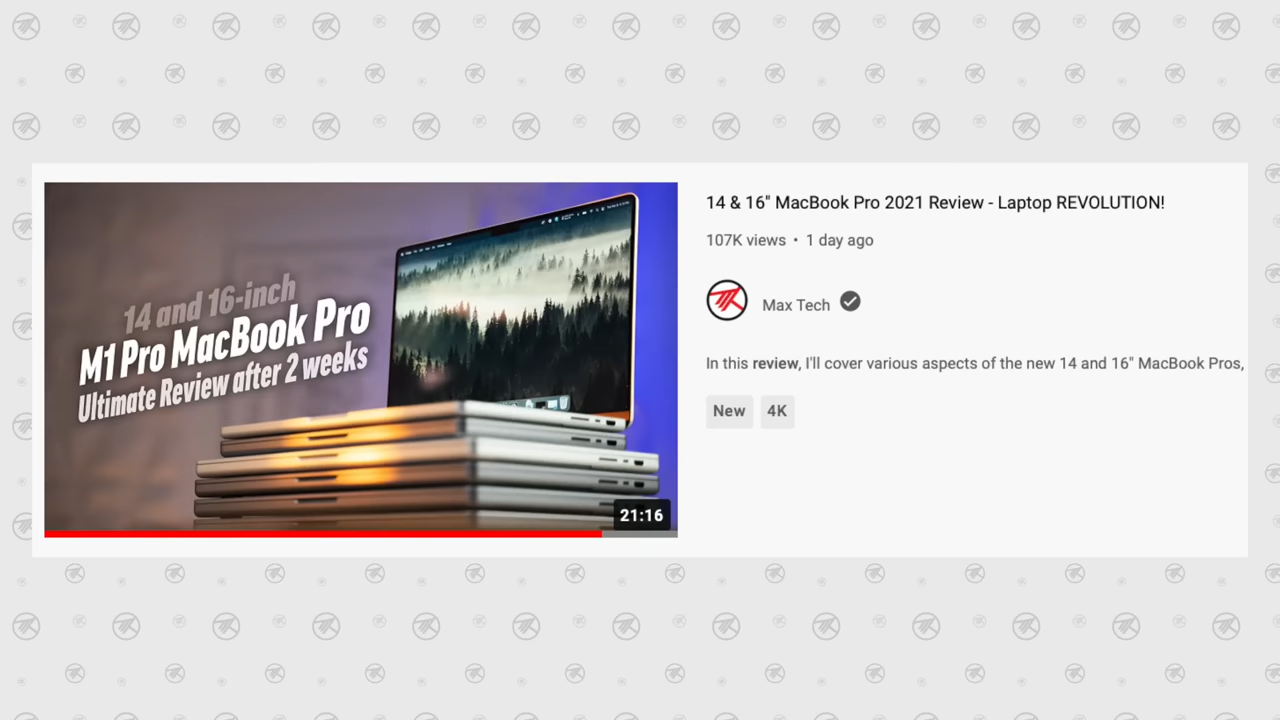 14 and 16-inch
M1 Pro MacBook Pro
Ultimate Review after 2 weeks
21:16
14 & 16" MacBook Pro 2021 Review - Laptop REVOLUTION!
107K views • 1 day ago
Max Tech
In this review, I'll cover various aspects of the new 14 and 16" MacBook Pros,
New 4K